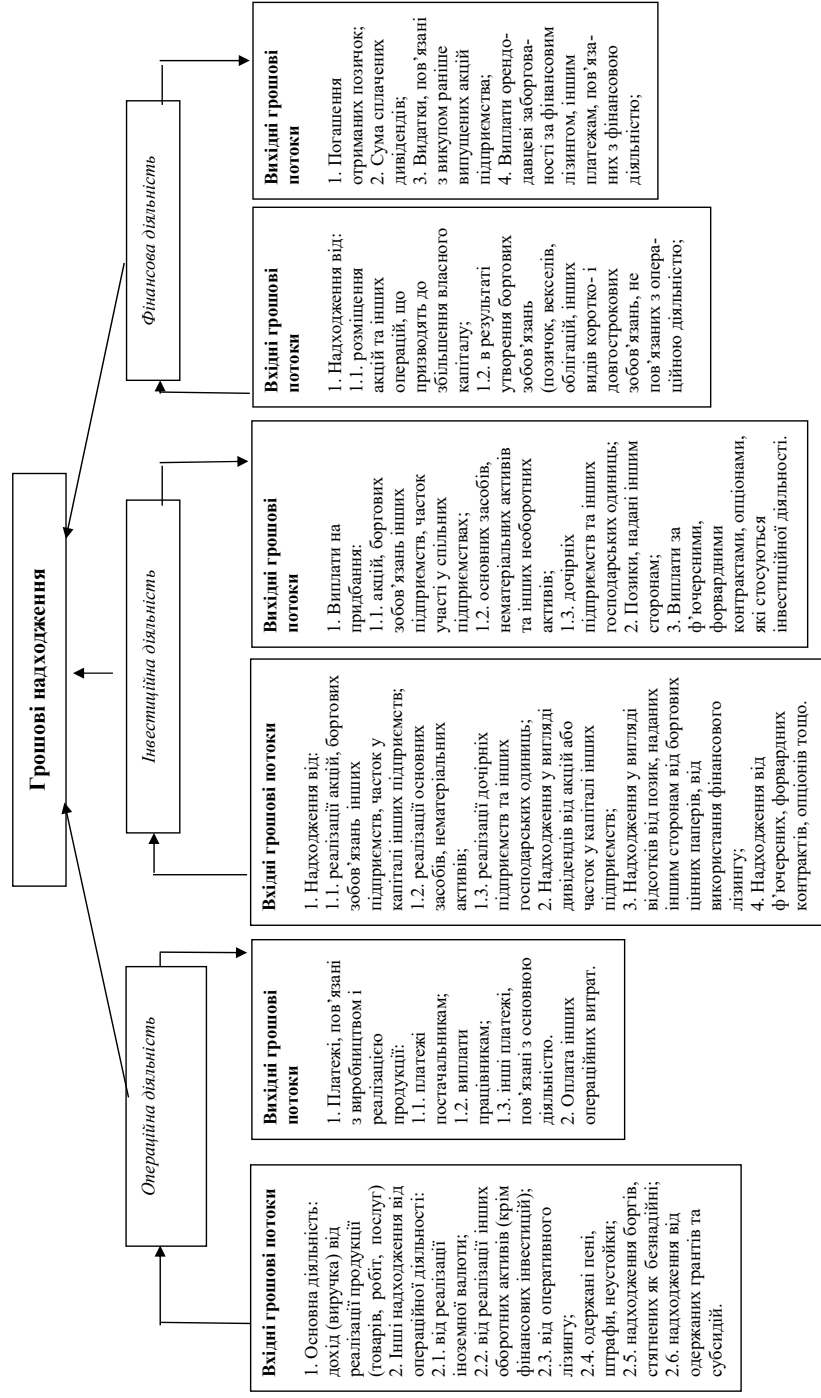 Грошові надходження
Операційна діяльність
Інвестиційна діяльність
Фінансова діяльність
Вхідні грошові потоки
1. Основна діяльність:
дохід (виручка) від
реалізації продукції
(товарів, робіт, послуг)
2. Інші надходження від
операційної діяльності:
2.1. від реалізації
іноземної валюти;
2.2. від реалізації інших
оборотних активів (крім
фінансових інвестицій);
2.3. від оперативного
лізингу;
2.4. одержані пені,
штрафи, неустойки;
2.5. надходження боргів,
стягнених як безнадійні;
2.6. надходження від
одержаних грантів та
субсидій.
Вихідні грошові
потоки
1. Платежі, пов’язані
з виробництвом і
реалізацією
продукції:
1.1. платежі
постачальникам;
1.2. виплати
працівникам;
1.3. інші платежі,
пов’язані з основною
діяльністю.
2. Оплата інших
операційних витрат.
Вхідні грошові потоки
1. Надходження від:
1.1. реалізації акцій, боргових
зобов’язань інших
підприємств, часток у
капіталі інших підприємств;
1.2. реалізації основних
засобів, нематеріальних
активів;
1.3. реалізації дочірніх
підприємств та інших
господарських одиниць;
2. Надходження у вигляді
дивідендів від акцій або
часток у капіталі інших
підприємств;
3. Надходження у вигляді
відсотків від позик, наданих
іншим сторонам від боргових
цінних паперів, від
використання фінансового
лізингу;
4. Надходження від
ф’ючерсних, форвардних
контрактів, опціонів тощо.
Вихідні грошові
потоки
1. Виплати на
придбання:
1.1. акцій, боргових
зобов’язань інших
підприємств, часток
участі у спільних
підприємствах;
1.2. основних засобів,
нематеріальних активів
та інших необоротних
активів;
1.3. дочірніх
підприємств та інших
господарських одиниць;
2. Позики, надані іншим
сторонам;
3. Виплати за
ф’ючерсними,
форвардними
контрактами, опціонами,
які стосуються
інвестиційної діяльності.
Вхідні грошові
потоки
1. Надходження від:
1.1. розміщення
акцій та інших
операцій, що
призводять до
збільшення власного
капіталу;
1.2. в результаті
утворення боргових
зобов’язань
(позичок, векселів,
облігацій, інших
видів коротко- і
довгострокових
зобов’язань, не
пов’язаних з опера-
ційною діяльністю;
Вихідні грошові
потоки
1. Погашення
отриманих позичок;
2. Сума сплачених
дивідендів;
3. Видатки, пов’язані
з викупом раніше
випущених акцій
підприємства;
4. Виплати орендо-
давцеві заборгова-
ності за фінансовим
лізингом, іншим
платежам, пов’яза-
них з фінансовою
діяльністю;